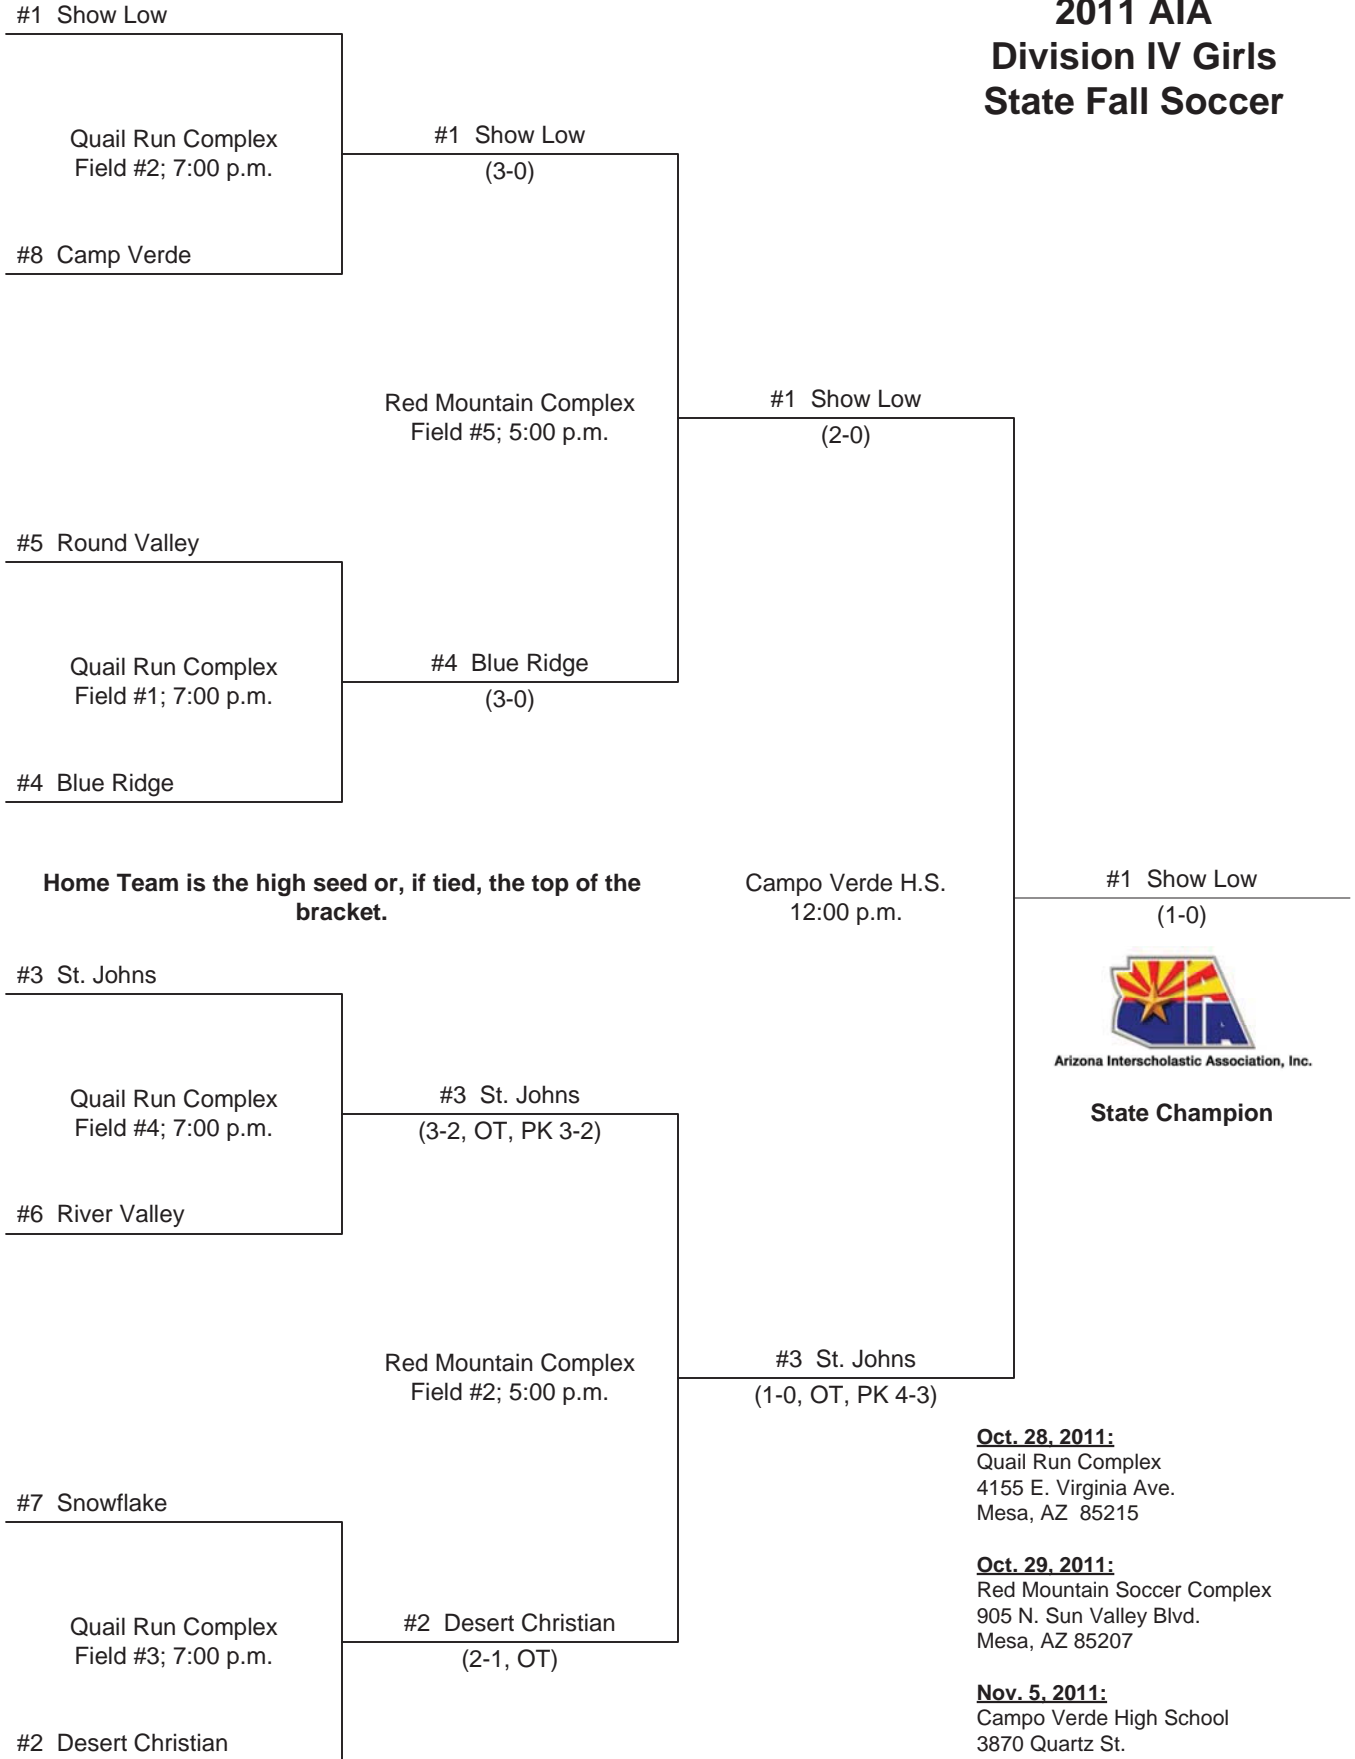 2011 AIA
Division IV Girls
State Fall Soccer
#1 Show Low
Quail Run Complex
Field #2; 7:00 p.m.
#1 Show Low
(3-0)
#8 Camp Verde
Red Mountain Complex
Field #5; 5:00 p.m.
#1 Show Low
(2-0)
#5 Round Valley
Quail Run Complex
Field #1; 7:00 p.m.
#4 Blue Ridge
(3-0)
#4 Blue Ridge
Home Team is the high seed or, if tied, the top of the
bracket.
Campo Verde H.S.
12:00 p.m.
#1 Show Low
(1-0)
AIA
Arizona Interscholastic Association, Inc.
State Champion
#3 St. Johns
Quail Run Complex
Field #4; 7:00 p.m.
#3 St. Johns
(3-2, OT, PK 3-2)
#6 River Valley
Red Mountain Complex
Field #2; 5:00 p.m.
#3 St. Johns
(1-0, OT, PK 4-3)
#7 Snowflake
Quail Run Complex
Field #3; 7:00 p.m.
#2 Desert Christian
(2-1, OT)
#2 Desert Christian
Oct. 28, 2011:
Quail Run Complex
4155 E. Virginia Ave.
Mesa, AZ 85215
Oct. 29, 2011:
Red Mountain Soccer Complex
905 N. Sun Valley Blvd.
Mesa, AZ 85207
Nov. 5, 2011:
Campo Verde High School
3870 Quartz St.